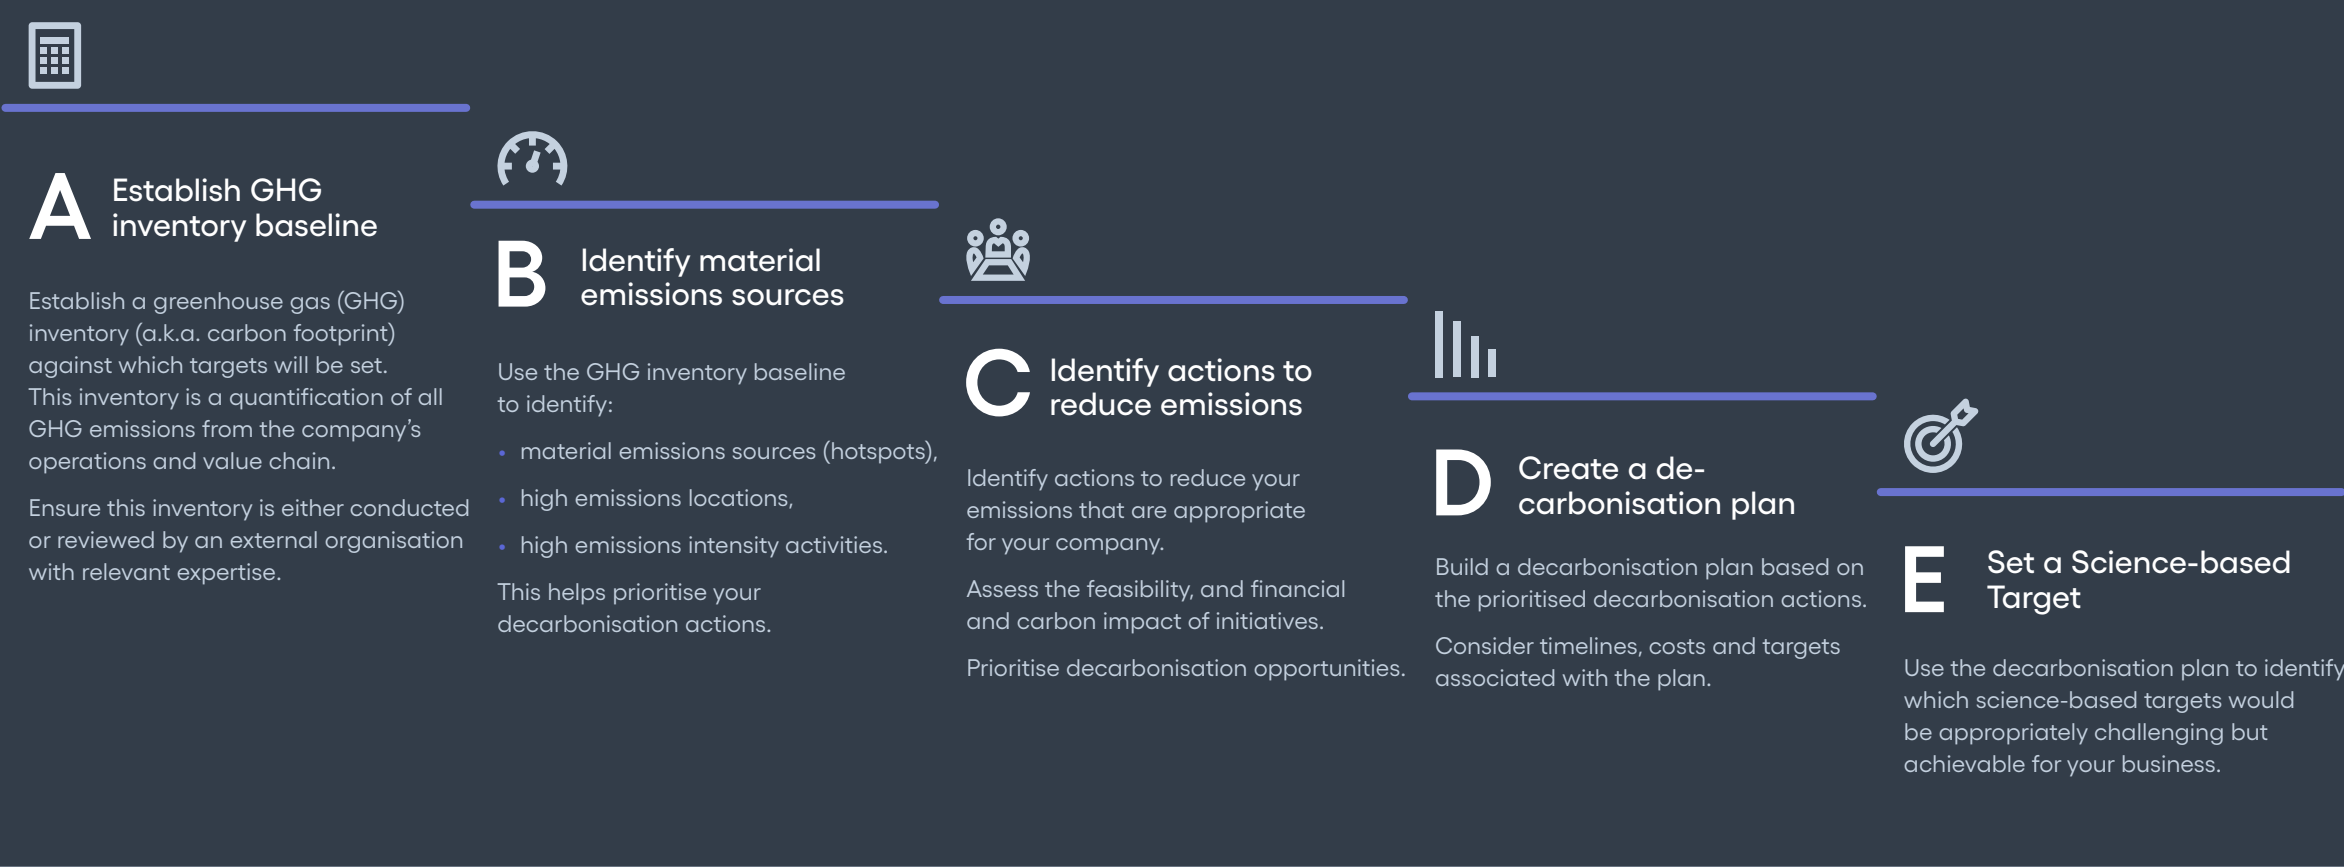 A
Establish GHG
inventory baseline
Establish a greenhouse gas (GHG)
inventory (a.k.a. carbon footprint)
against which targets will be set.
This inventory is a quantification of all
GHG emissions from the company’s
operations and value chain.
Ensure this inventory is either conducted
or reviewed by an external organisation
with relevant expertise.
B
Identify material
emissions sources
Use the GHG inventory baseline
to identify:
• material emissions sources (hotspots),
• high emissions locations,
• high emissions intensity activities.
This helps prioritise your
decarbonisation actions.
C
Identify actions to
reduce emissions
Identify actions to reduce your
emissions that are appropriate
for your company.
Assess the feasibility, and financial
and carbon impact of initiatives.
Prioritise decarbonisation opportunities.
D
Create a de-
carbonisation plan
Build a decarbonisation plan based on
the prioritised decarbonisation actions.
Consider timelines, costs and targets
associated with the plan.
E
Set a Science-based
Target
Use the decarbonisation plan to identify
which science-based targets would
be appropriately challenging but
achievable for your business.